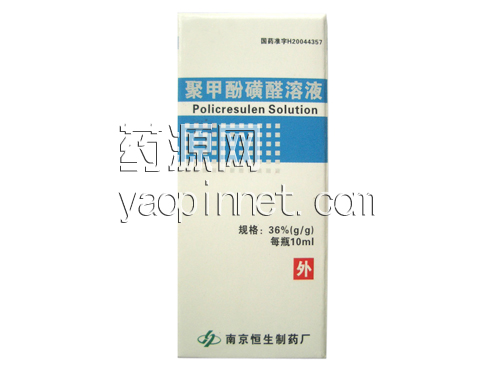 国药准字H20044357
聚甲酚磺醛溶液
Policresulen Solution
药源网
yaopinnet.com
规格：36%(g/g)
每瓶10ml
外
南京恒生制药厂